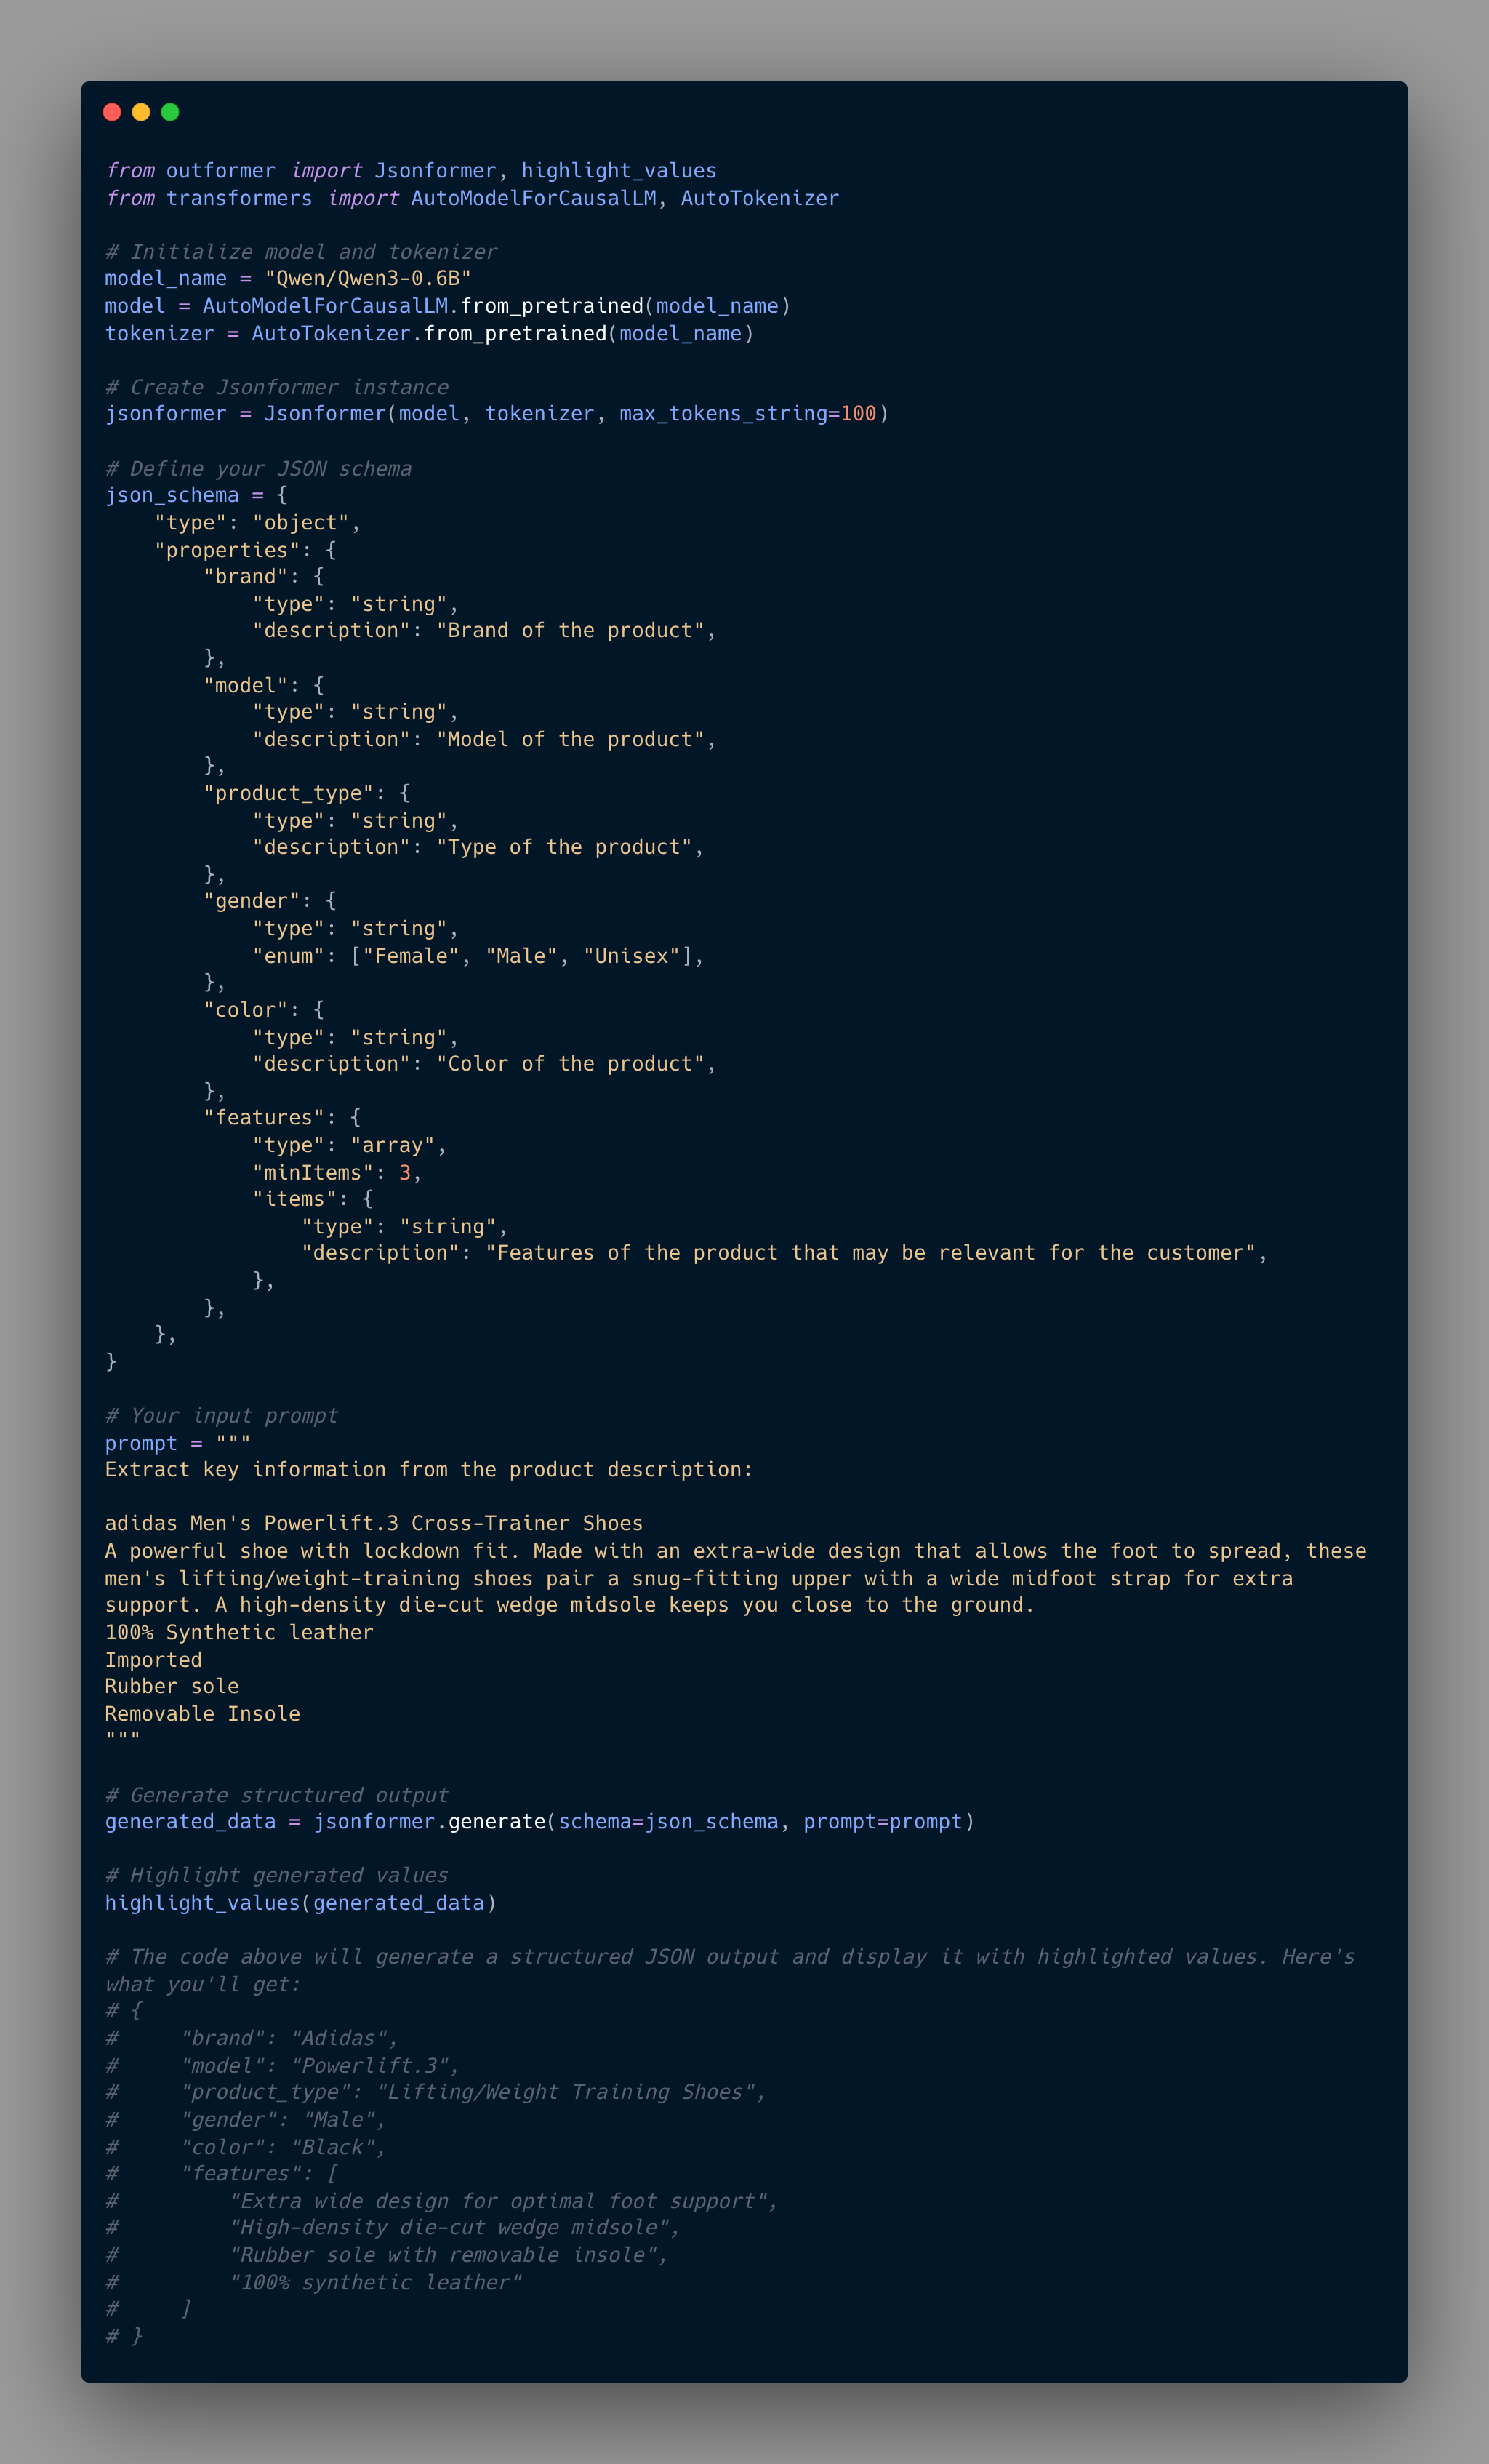 from outformer import Jsonformer, highlight_values
from transformers import AutoModelForCausalLM, AutoTokenizer

# Initialize model and tokenizer
model_name = "Qwen/Qwen3-0.6B"
model = AutoModelForCausalLM.from_pretrained(model_name)
tokenizer = AutoTokenizer.from_pretrained(model_name)

# Create Jsonformer instance
jsonformer = Jsonformer(model, tokenizer, max_tokens_string=100)

# Define your JSON schema
json_schema = {
    "type": "object",
    "properties": {
        "brand": {
            "type": "string",
            "description": "Brand of the product",
        },
        "model": {
            "type": "string",
            "description": "Model of the product",
        },
        "product_type": {
            "type": "string",
            "description": "Type of the product",
        },
        "gender": {
            "type": "string",
            "enum": ["Female", "Male", "Unisex"],
        },
        "color": {
            "type": "string",
            "description": "Color of the product",
        },
        "features": {
            "type": "array",
            "minItems": 3,
            "items": {
                "type": "string",
                "description": "Features of the product that may be relevant for the customer",
            },
        },
    },
}

# Your input prompt
prompt = """
Extract key information from the product description:

adidas Men's Powerlift.3 Cross-Trainer Shoes
A powerful shoe with lockdown fit. Made with an extra-wide design that allows the foot to spread, these
men's lifting/weight-training shoes pair a snug-fitting upper with a wide midfoot strap for extra
support. A high-density die-cut wedge midsole keeps you close to the ground.
100% Synthetic leather
Imported
Rubber sole
Removable Insole
"""

# Generate structured output
generated_data = jsonformer.generate(schema=json_schema, prompt=prompt)

# Highlight generated values
highlight_values(generated_data)

# The code above will generate a structured JSON output and display it with highlighted values. Here's
what you'll get:
# {
#     "brand": "Adidas",
#     "model": "Powerlift.3",
#     "product_type": "Lifting/Weight Training Shoes",
#     "gender": "Male",
#     "color": "Black",
#     "features": [
#         "Extra wide design for optimal foot support",
#         "High-density die-cut wedge midsole",
#         "Rubber sole with removable insole",
#         "100% synthetic leather"
#     ]
# }